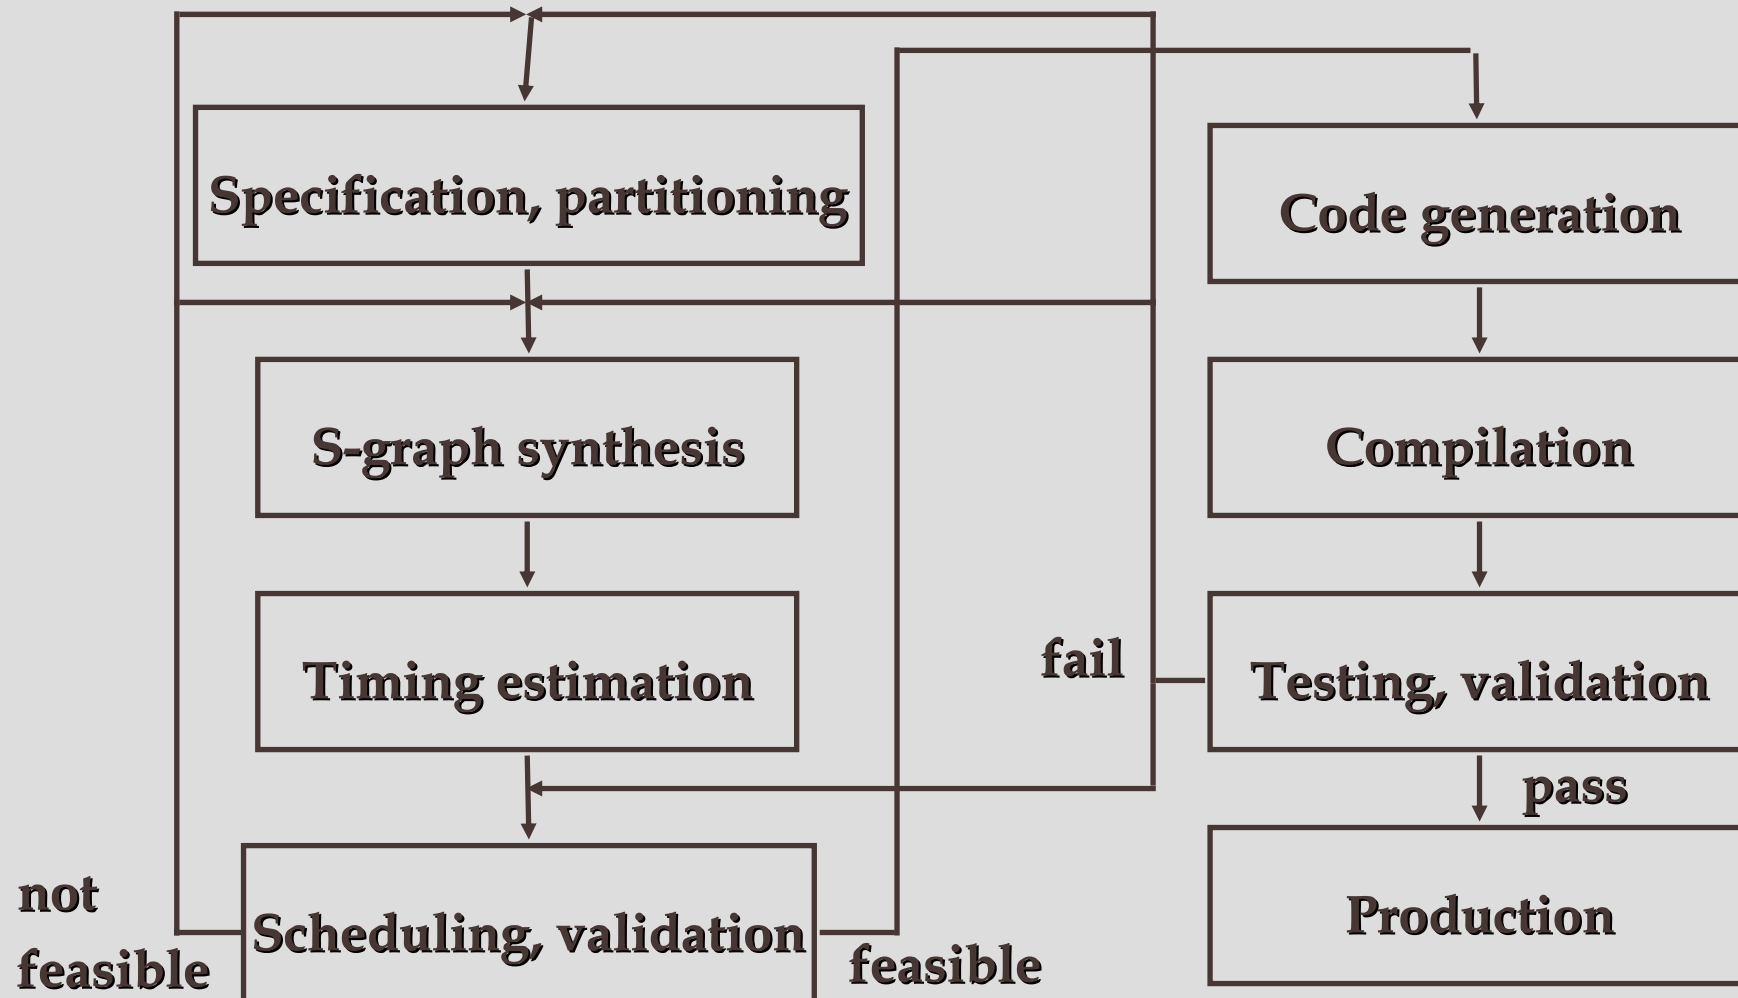 Specification, partitioning
S-graph synthesis
Timing estimation
Scheduling, validation
not
feasible
feasible
Code generation
Compilation
Testing, validation
fail
pass
Production